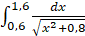 ∫_{0,6}^{1,6} dx / √(x² + 0,8)